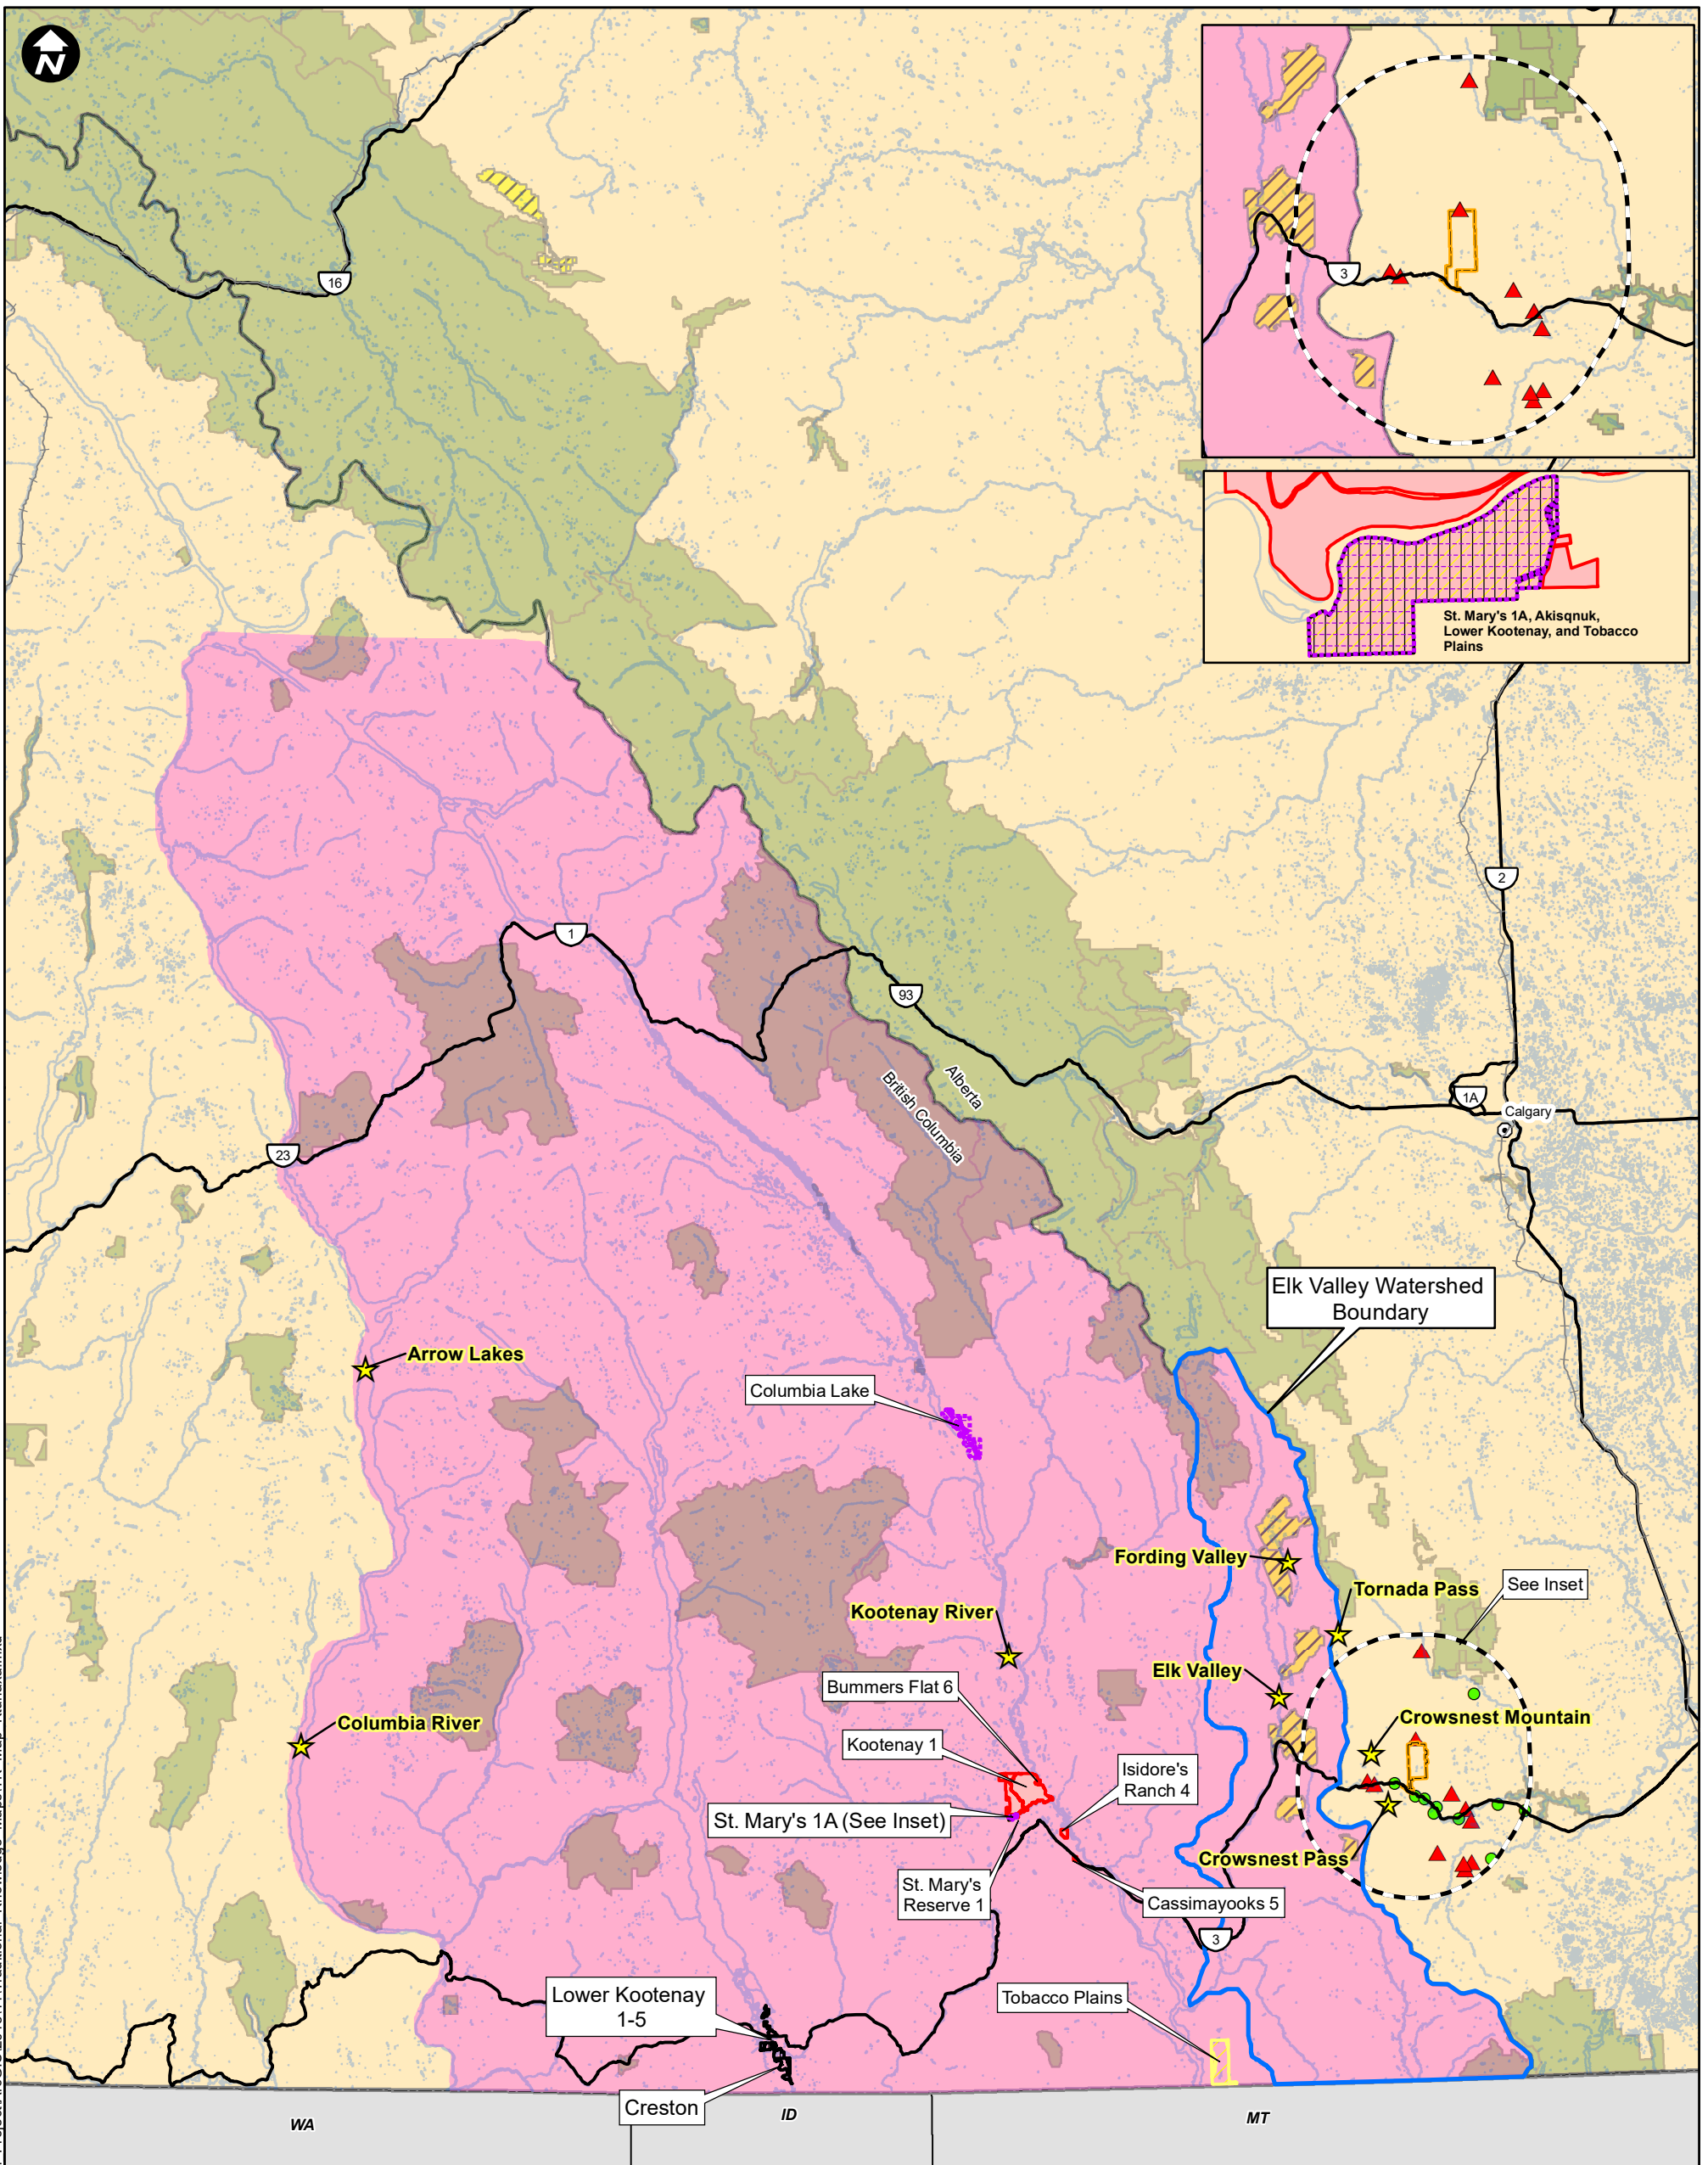 N
16
3
St. Mary's 1A, Akisqnuk,
Lower Kootenay, and Tobacco
Plains
2
1
93
Alberta
British Columbia
1A
Calgary
23
Elk Valley Watershed
Boundary
Arrow Lakes
Columbia Lake
Fording Valley
Tornada Pass
See Inset
Kootenay River
Elk Valley
Bummers Flat 6
Columbia River
Crowsnest Mountain
Kootenay 1
Isidore's
Ranch 4
St. Mary's 1A (See Inset)
Crowsnest Pass
St. Mary's
Reserve 1
Cassimayooks 5
3
Lower Kootenay
1-5
Tobacco Plains
Creston
WA
ID
MT